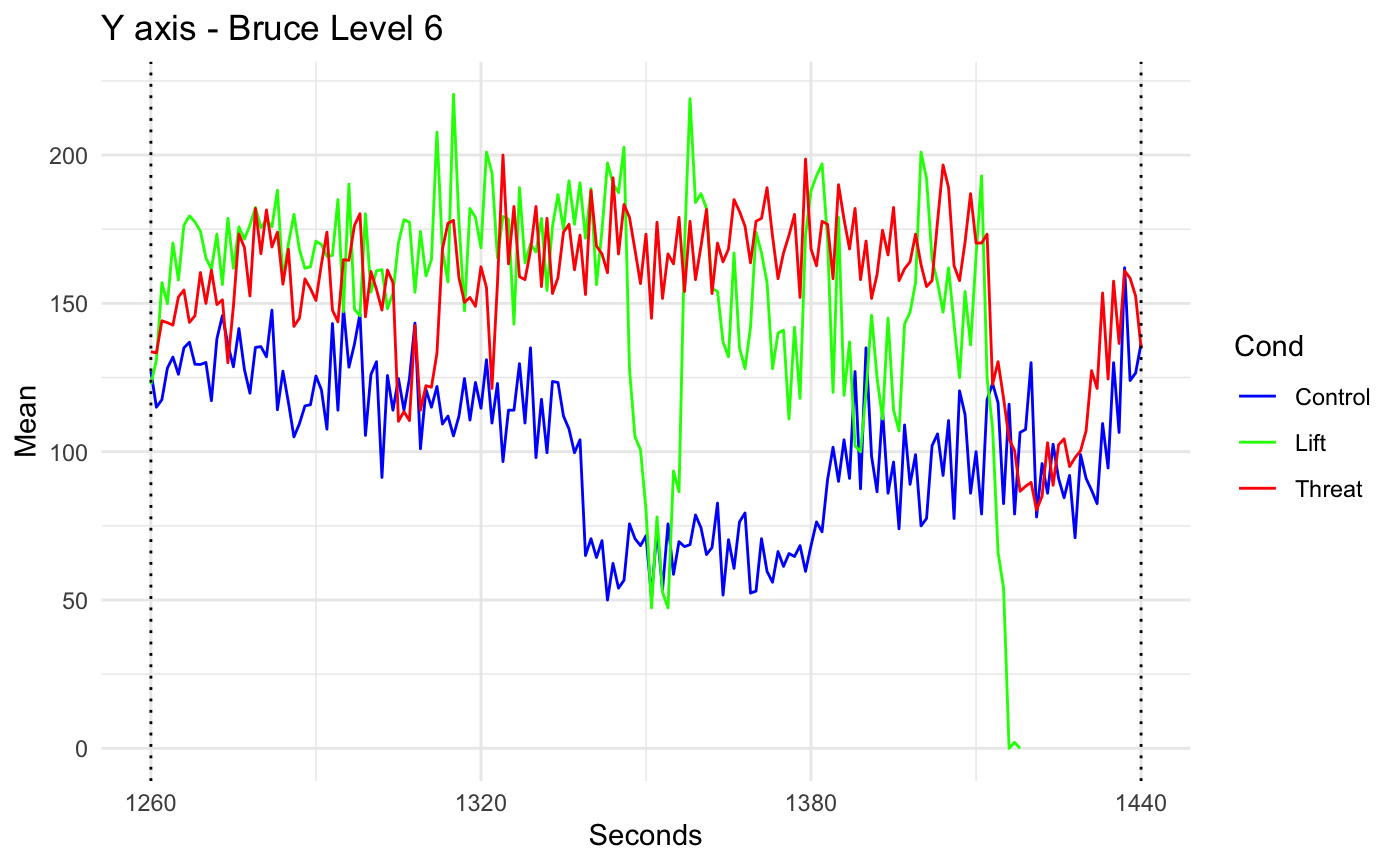 Y axis - Bruce Level 6
Mean
200
150
100
50
0
1260
1320
1380
1440
Seconds
Cond
Control
Lift
Threat